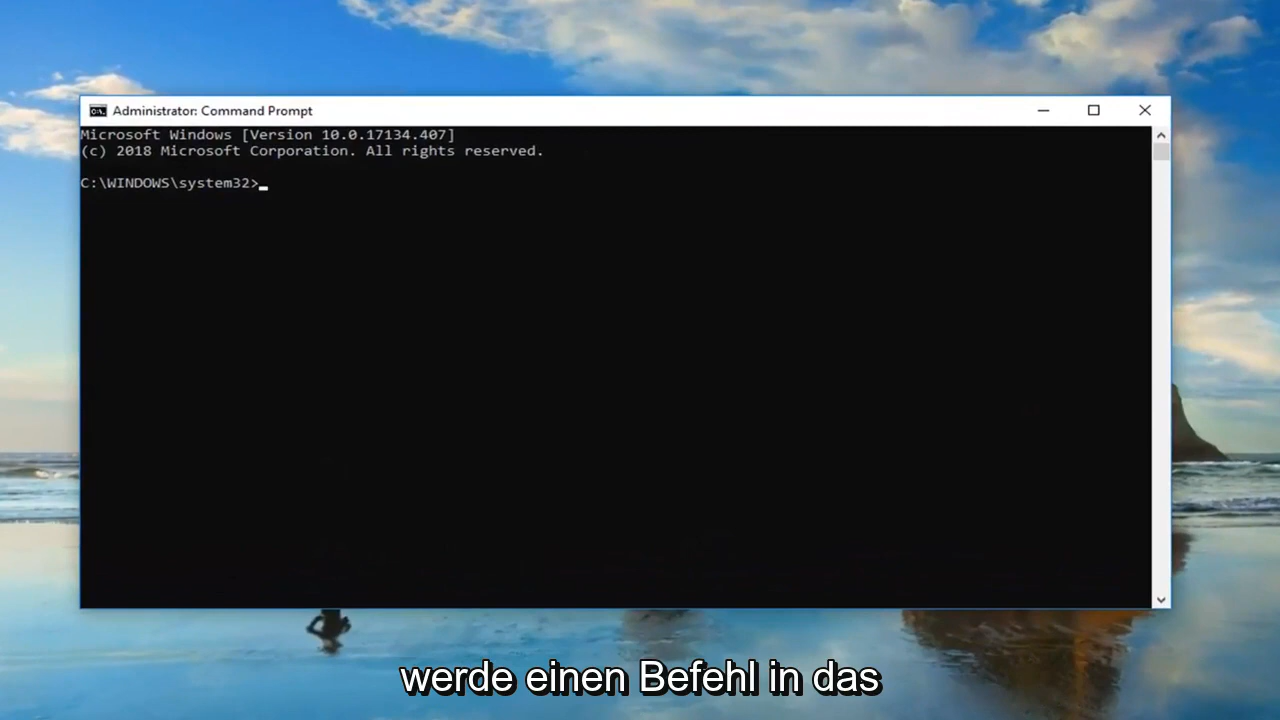 Administrator: Command Prompt
Microsoft Windows [Version 10.0.17134.407]
(c) 2018 Microsoft Corporation. All rights reserved.
C:\WINDOWS\system32>
werde einen Befehl in das